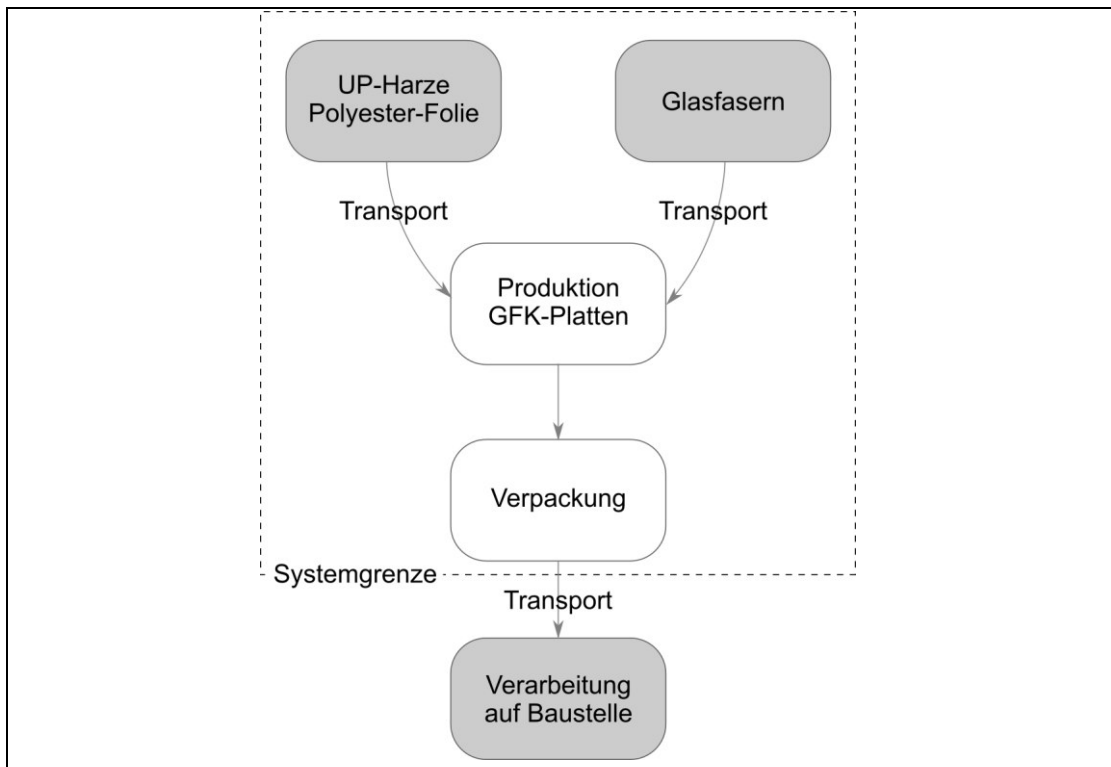 UP-Harze
Polyester-Folie
Glasfasern
Transport
Transport
Produktion
GFK-Platten
Verpackung
Systemgrenze
Transport
Verarbeitung
auf Baustelle